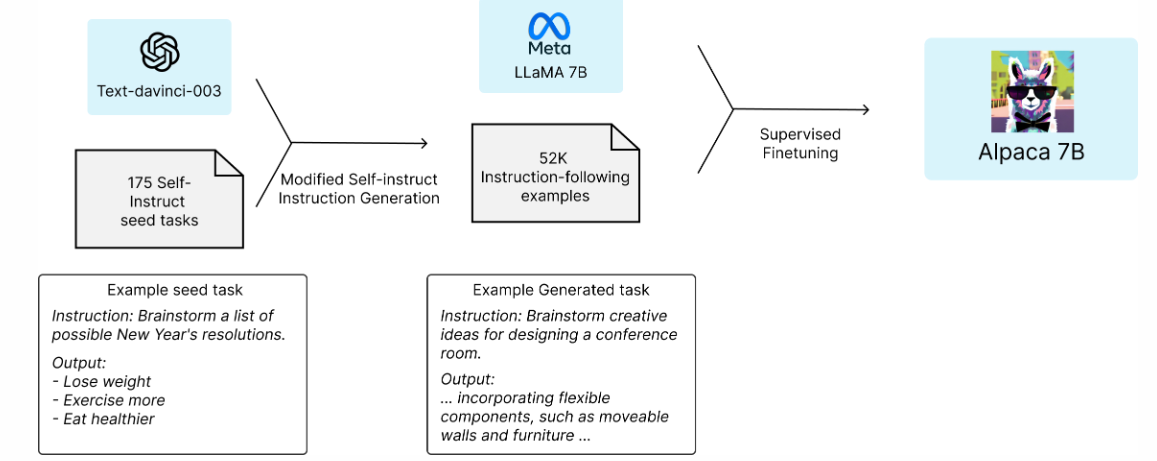 Text-davinci-003
175 Self-
Instruct
seed tasks
Modified Self-instruct
Instruction Generation
Meta
LLaMA 7B
52K
Instruction-following
examples
Supervised
Finetuning
Alpaca 7B
Example seed task
Instruction: Brainstorm a list of
possible New Year's resolutions.
Output:
- Lose weight
- Exercise more
- Eat healthier
Example Generated task
Instruction: Brainstorm creative
ideas for designing a conference
room.
Output:
... incorporating flexible
components, such as moveable
walls and furniture ...